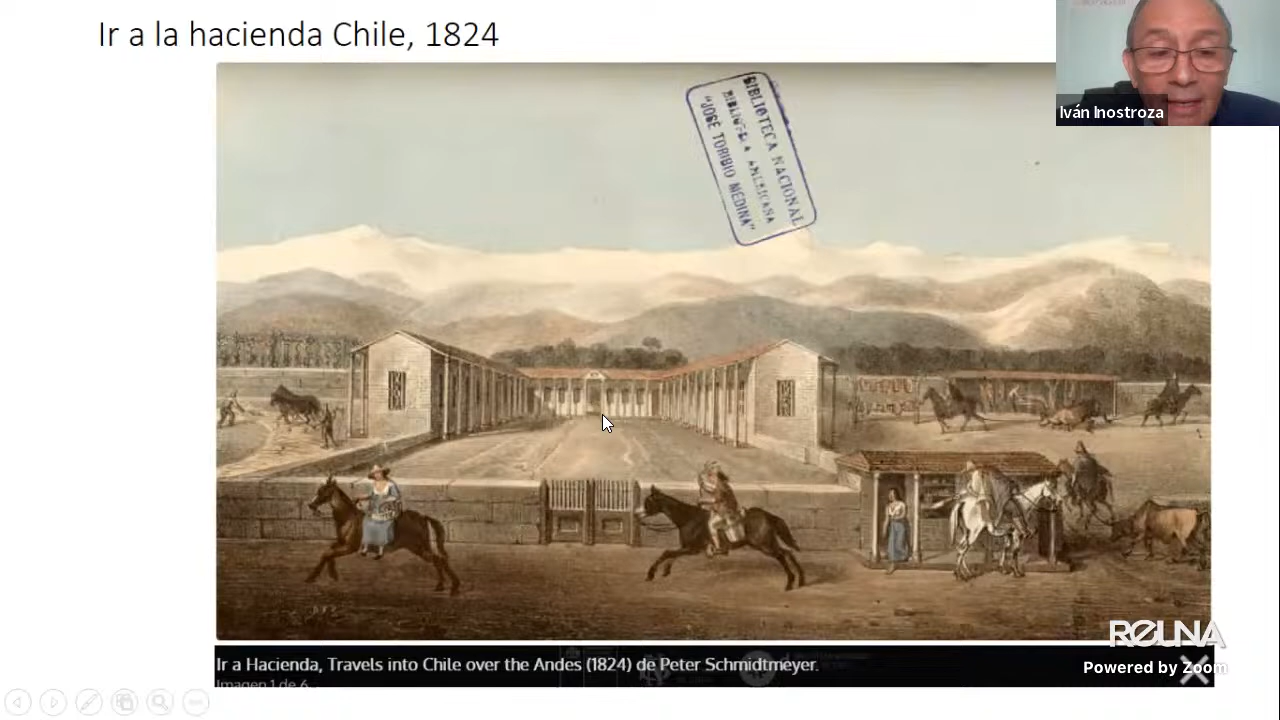 Ir a la hacienda Chile, 1824
Iván Inostroza
BIBLIOTECA NACIONAL
BIBLIOTECA AMERICANA
"JOSE TORIBIO MEDINA"
REUNA
Powered by Zoom
Ir a Hacienda, Travels into Chile over the Andes (1824) de Peter Schmidtmeyer.
Imagen 1 de 6